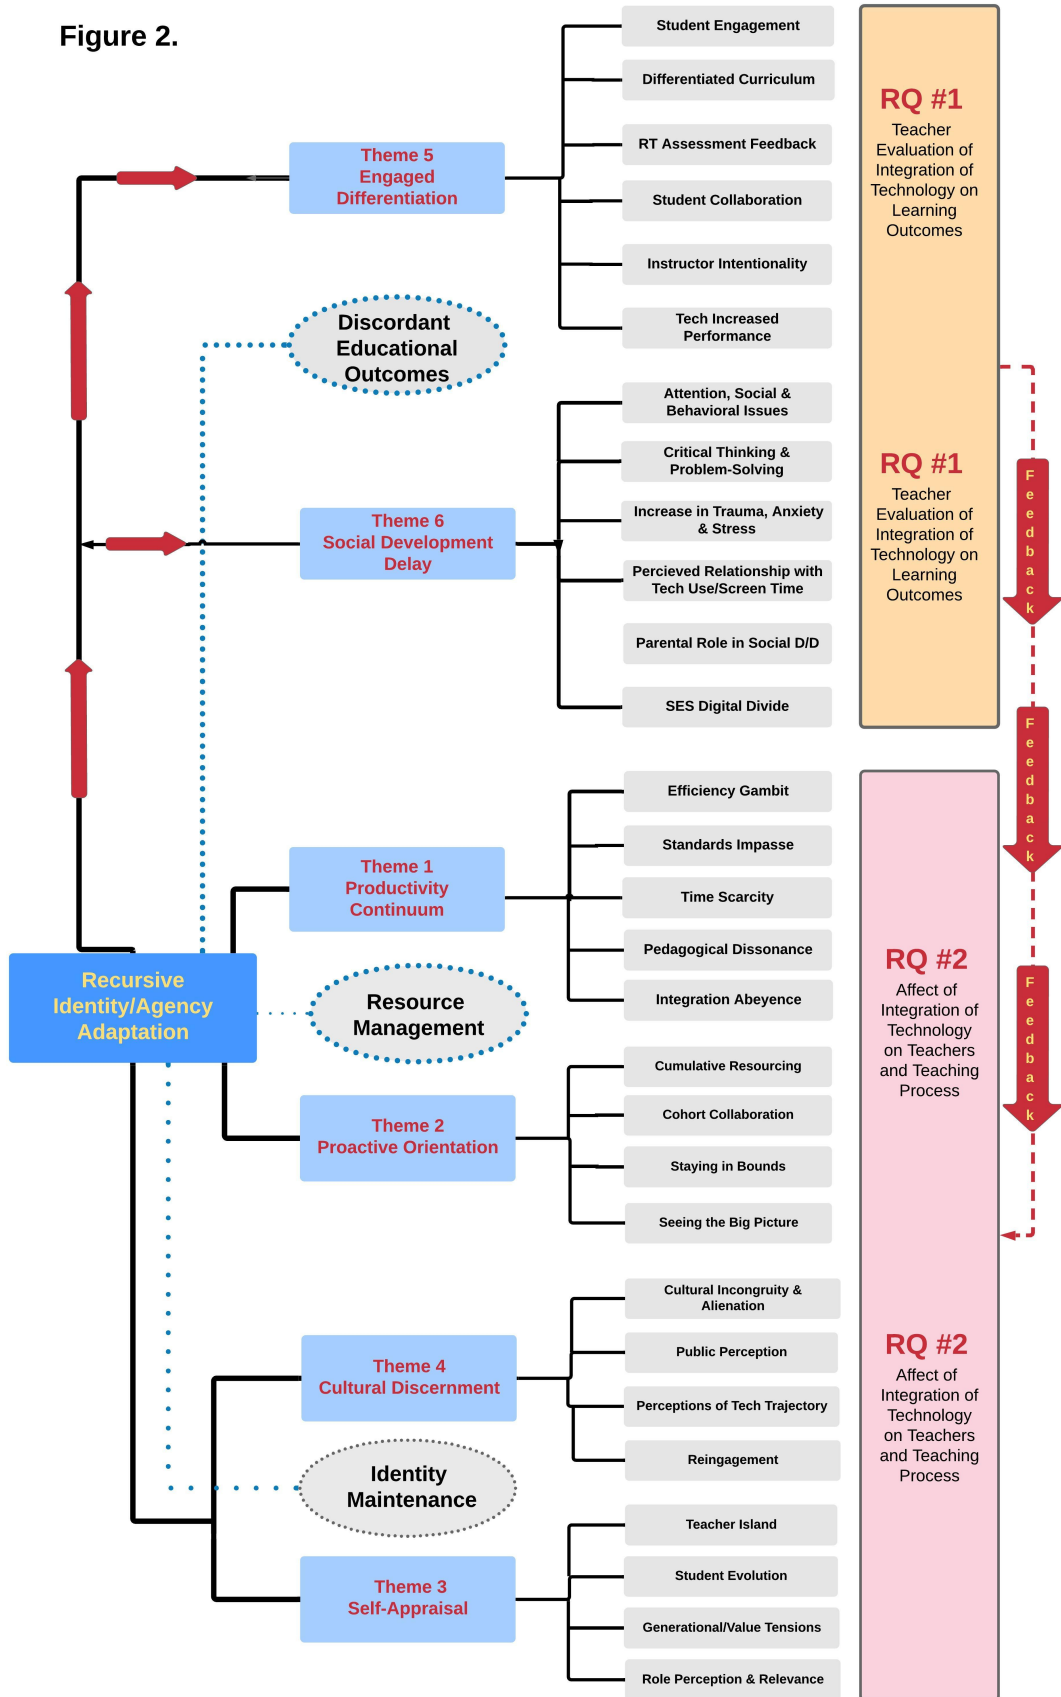 Figure 2.
Student Engagement
Differentiated Curriculum
RT Assessment Feedback
Student Collaboration
Instructor Intentionality
Tech Increased
Performance
Theme 5
Engaged
Differentiation
RQ #1
Teacher
Evaluation of
Integration of
Technology on
Learning
Outcomes
Discordant
Educational
Outcomes
Attention, Social &
Behavioral Issues
Critical Thinking &
Problem-Solving
Increase in Trauma, Anxiety
& Stress
Percieved Relationship with
Tech Use/Screen Time
Parental Role in Social D/D
SES Digital Divide
Theme 6
Social Development
Delay
RQ #1
Teacher
Evaluation of
Integration of
Technology on
Learning
Outcomes
Feedback
Feedback
Feedback
Efficiency Gambit
Standards Impasse
Time Scarcity
Pedagogical Dissonance
Integration Abeyence
Theme 1
Productivity
Continuum
Recursive
Identity/Agency
Adaptation
Resource
Management
RQ #2
Affect of
Integration of
Technology
on Teachers
and Teaching
Process
Cumulative Resourcing
Cohort Collaboration
Staying in Bounds
Seeing the Big Picture
Theme 2
Proactive Orientation
Cultural Incongruity &
Alienation
Public Perception
Perceptions of Tech Trajectory
Reingagement
Theme 4
Cultural Discernment
RQ #2
Affect of
Integration of
Technology
on Teachers
and Teaching
Process
Identity
Maintenance
Teacher Island
Student Evolution
Generational/Value Tensions
Role Perception & Relevance
Theme 3
Self-Appraisal